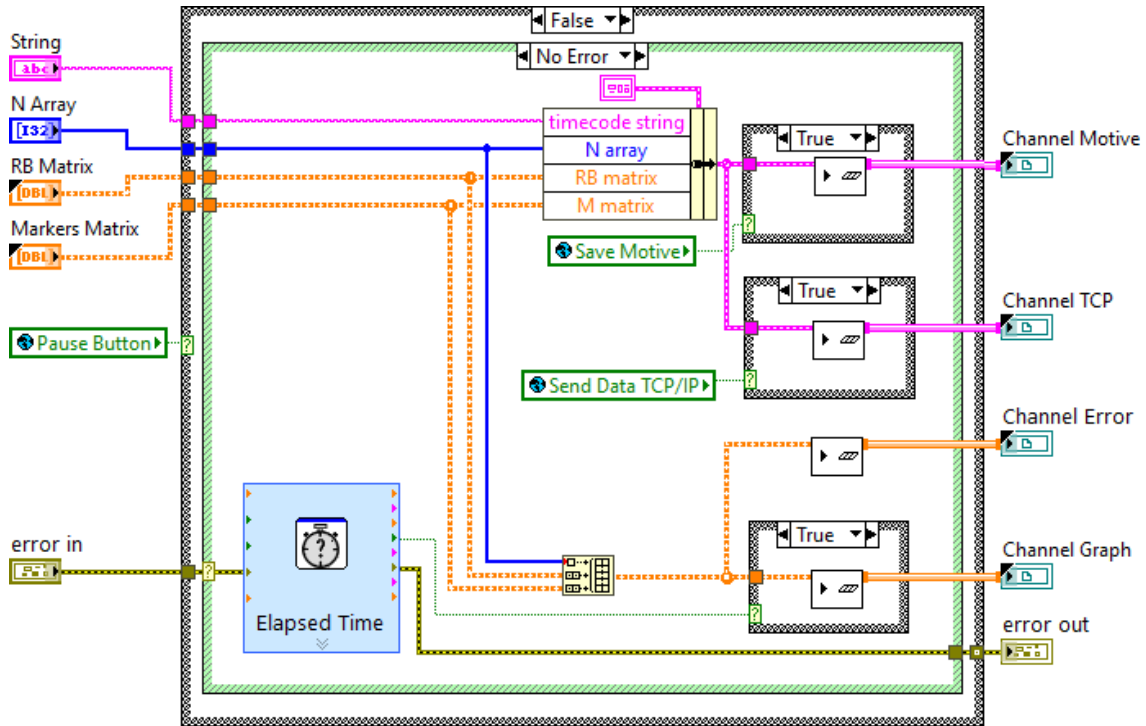 False
No Error
String
abc
N Array
[I32]
RB Matrix
[DBL]
Markers Matrix
[DBL]
timecode string
N array
RB matrix
M matrix
True
Channel Motive
Save Motive
True
Channel TCP
Pause Button
?
Send Data TCP/IP
?
?
Channel Error
error in
?
?
Elapsed Time
True
?
Channel Graph
error out